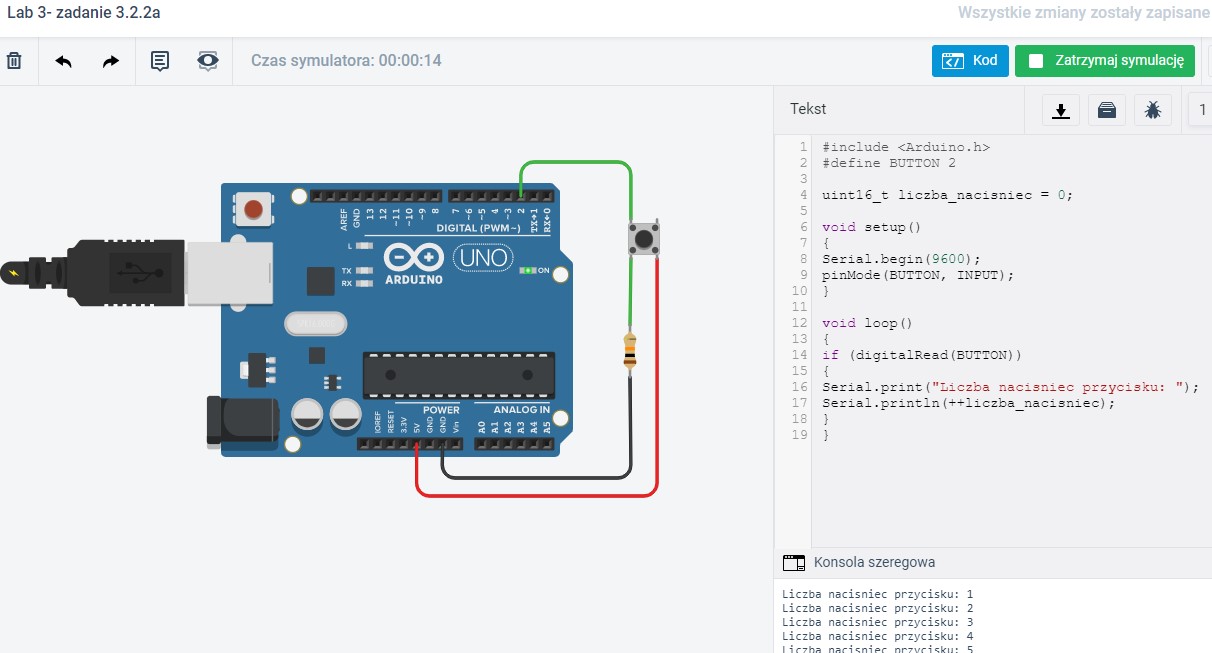 Lab 3- zadanie 3.2.2a
Wszystkie zmiany zostały zapisane
Czas symulatora: 00:00:14
Kod
Zatrzymaj symulację
Tekst
1
1 #include <Arduino.h>
2 #define BUTTON 2
3
4 uint16_t liczba_nacisniec = 0;
5
6 void setup()
7 {
8 Serial.begin(9600);
9 pinMode(BUTTON, INPUT);
10 }
11
12 void loop()
13 {
14 if (digitalRead(BUTTON))
15 {
16 Serial.print("Liczba nacisniec przycisku: ");
17 Serial.println(++liczba_nacisniec);
18 }
19 }
AREF GND 13 12 ~11 ~10 ~9 8 7 ~6 ~5 4 ~3 2 TX→1 RX←0
DIGITAL (PWM~)
L
TX
RX
ARDUINO
UNO
ON
POWER
ANALOG IN
IOREF RESET 3.3V 5V GND GND Vin A0 A1 A2 A3 A4 A5
Konsola szeregowa
Liczba nacisniec przycisku: 1
Liczba nacisniec przycisku: 2
Liczba nacisniec przycisku: 3
Liczba nacisniec przycisku: 4
Liczba nacisniec przycisku: 5